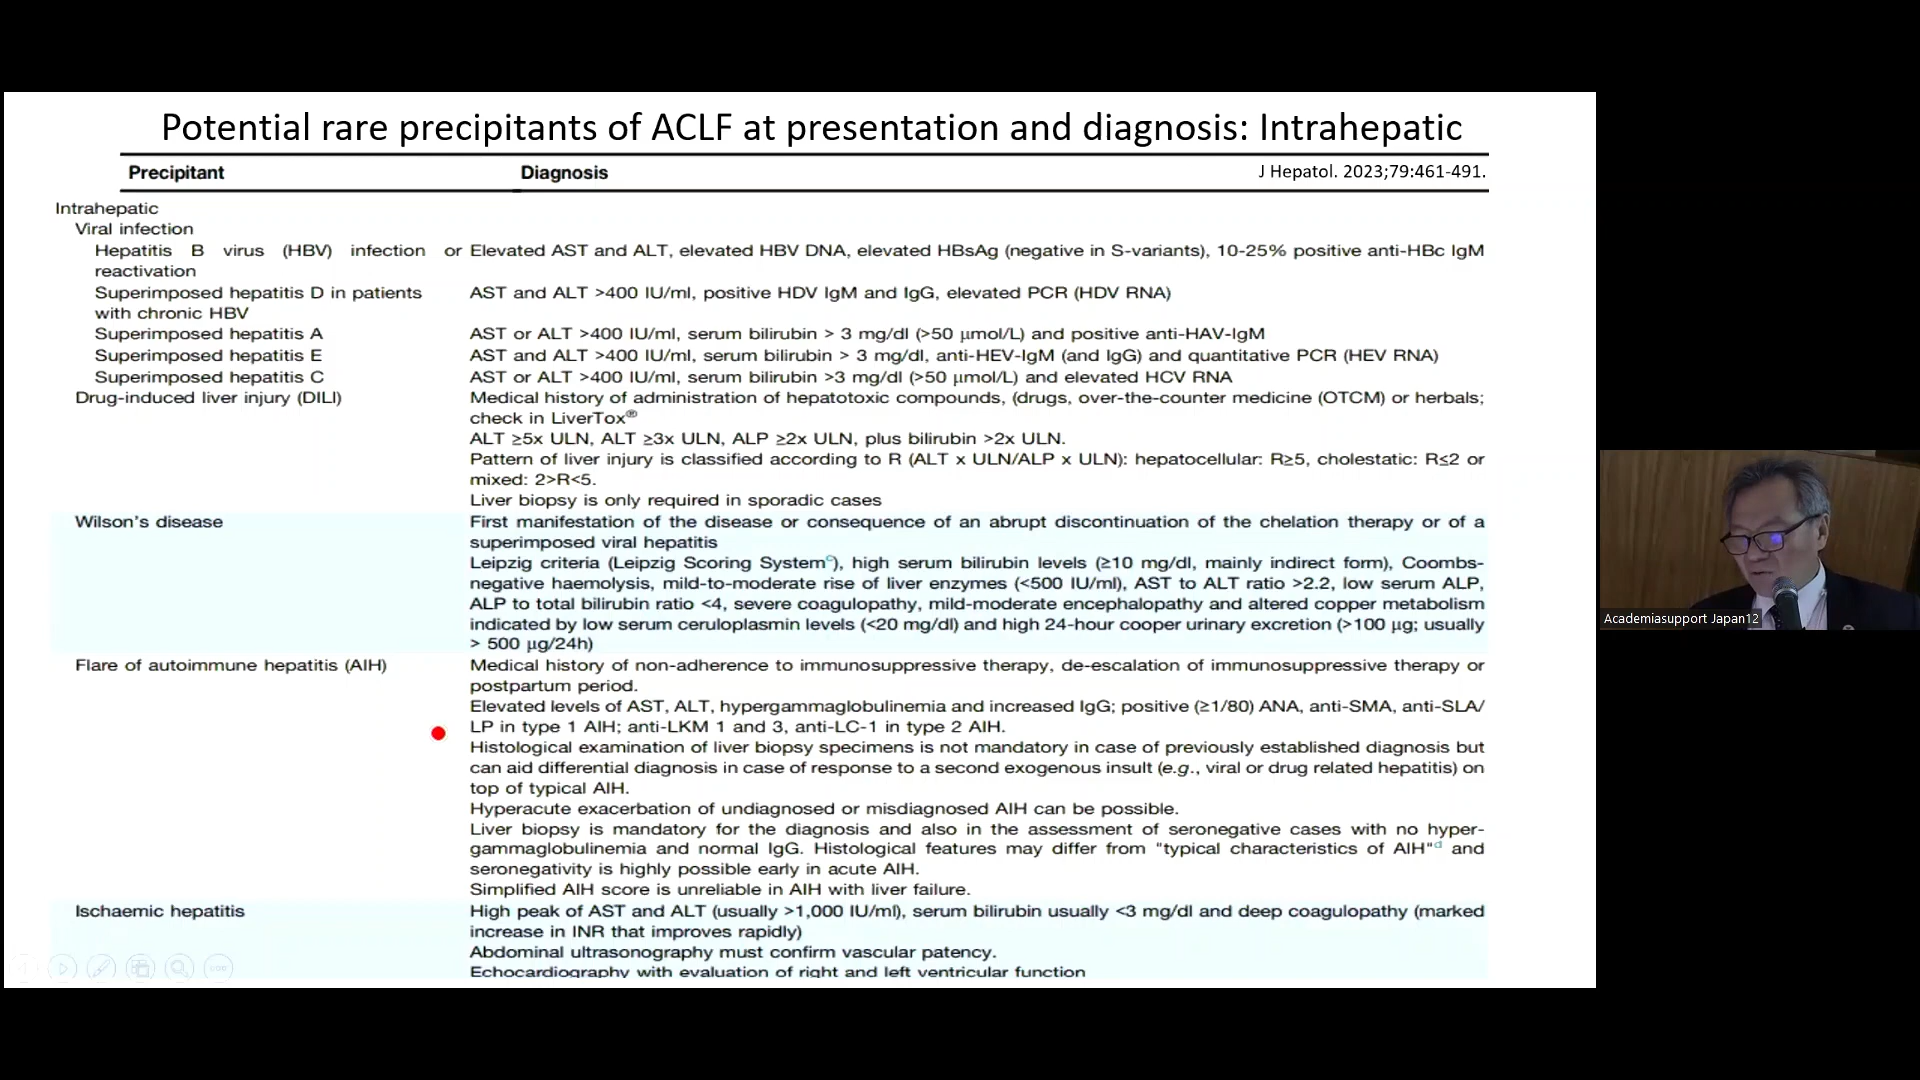 Potential rare precipitants of ACLF at presentation and diagnosis: Intrahepatic
Precipitant Diagnosis J Hepatol. 2023;79:461-491.
Intrahepatic
Viral infection
Hepatitis B virus (HBV) infection or Elevated AST and ALT, elevated HBV DNA, elevated HBsAg (negative in S-variants), 10-25% positive anti-HBc IgM
reactivation
Superimposed hepatitis D in patients AST and ALT >400 IU/ml, positive HDV IgM and IgG, elevated PCR (HDV RNA)
with chronic HBV
Superimposed hepatitis A AST or ALT >400 IU/ml, serum bilirubin > 3 mg/dl (>50 μmol/L) and positive anti-HAV-IgM
Superimposed hepatitis E AST and ALT >400 IU/ml, serum bilirubin > 3 mg/dl, anti-HEV-IgM (and IgG) and quantitative PCR (HEV RNA)
Superimposed hepatitis C AST or ALT >400 IU/ml, serum bilirubin >3 mg/dl (>50 μmol/L) and elevated HCV RNA
Drug-induced liver injury (DILI) Medical history of administration of hepatotoxic compounds, (drugs, over-the-counter medicine (OTCM) or herbals;
check in LiverTox®
ALT ≥5x ULN, ALT ≥3x ULN, ALP ≥2x ULN, plus bilirubin >2x ULN.
Pattern of liver injury is classified according to R (ALT x ULN/ALP x ULN): hepatocellular: R≥5, cholestatic: R≤2 or
mixed: 2>R<5.
Liver biopsy is only required in sporadic cases
Wilson's disease First manifestation of the disease or consequence of an abrupt discontinuation of the chelation therapy or of a
superimposed viral hepatitis
Leipzig criteria (Leipzig Scoring System^c), high serum bilirubin levels (≥10 mg/dl, mainly indirect form), Coombs-
negative haemolysis, mild-to-moderate rise of liver enzymes (<500 IU/ml), AST to ALT ratio >2.2, low serum ALP,
ALP to total bilirubin ratio <4, severe coagulopathy, mild-moderate encephalopathy and altered copper metabolism
indicated by low serum ceruloplasmin levels (<20 mg/dl) and high 24-hour cooper urinary excretion (>100 μg; usually
> 500 μg/24h)
Flare of autoimmune hepatitis (AIH) Medical history of non-adherence to immunosuppressive therapy, de-escalation of immunosuppressive therapy or
postpartum period.
Elevated levels of AST, ALT, hypergammaglobulinemia and increased IgG; positive (≥1/80) ANA, anti-SMA, anti-SLA/
LP in type 1 AIH; anti-LKM 1 and 3, anti-LC-1 in type 2 AIH.
Histological examination of liver biopsy specimens is not mandatory in case of previously established diagnosis but
can aid differential diagnosis in case of response to a second exogenous insult (e.g., viral or drug related hepatitis) on
top of typical AIH.
Hyperacute exacerbation of undiagnosed or misdiagnosed AIH can be possible.
Liver biopsy is mandatory for the diagnosis and also in the assessment of seronegative cases with no hyper-
gammaglobulinemia and normal IgG. Histological features may differ from "typical characteristics of AIH"^d and
seronegativity is highly possible early in acute AIH.
Simplified AIH score is unreliable in AIH with liver failure.
Ischaemic hepatitis High peak of AST and ALT (usually >1,000 IU/ml), serum bilirubin usually <3 mg/dl and deep coagulopathy (marked
increase in INR that improves rapidly)
Abdominal ultrasonography must confirm vascular patency.
Echocardiography with evaluation of right and left ventricular function
Academiasupport Japan12